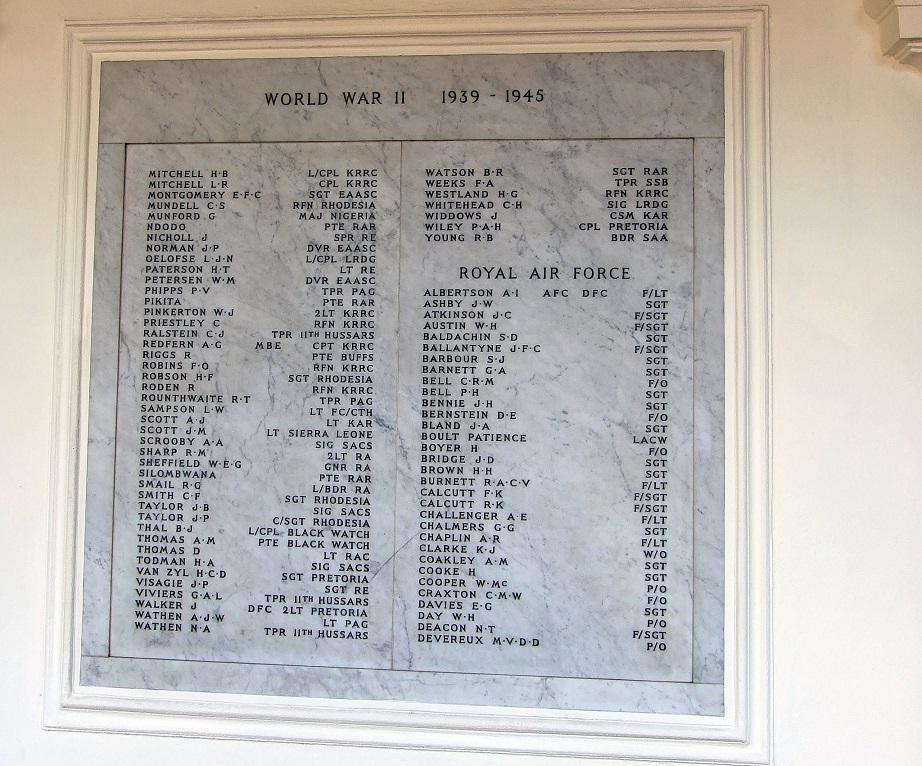 WORLD WAR II 1939 - 1945
MITCHELL H·B L/CPL KRRC
MITCHELL L·R CPL KRRC
MONTGOMERY E·F·C SGT EAASC
MUNDELL C·S RFN RHODESIA
MUNFORD G MAJ NIGERIA
NDODO PTE RAR
NICHOLL J SPR RE
NORMAN J·P DVR EAASC
OELOFSE L·J·N L/CPL LRDG
PATERSON H·T LT RE
PETERSEN W·M DVR EAASC
PHIPPS P·V TPR PAG
PIKITA PTE RAR
PINKERTON W·J 2LT KRRC
PRIESTLEY C RFN KRRC
RALSTEIN C·J TPR 11TH HUSSARS
REDFERN A·G MBE CPT KRRC
RIGGS R PTE BUFFS
ROBINS F·O RFN KRRC
ROBSON H·F SGT RHODESIA
RODEN R RFN KRRC
ROUNTHWAITE R·T TPR PAG
SAMPSON L·W LT FC/CTH
SCOTT A·J LT KAR
SCOTT J·M LT SIERRA LEONE
SCROOBY A·A SIG SACS
SHARP R·M 2LT RA
SHEFFIELD W·E·G GNR RA
SILOMBWANA PTE RAR
SMAIL R·G L/BDR RA
SMITH C·F SGT RHODESIA
TAYLOR J·B SIG SACS
TAYLOR J·P C/SGT RHODESIA
THAL B·J L/CPL BLACK WATCH
THOMAS A·M PTE BLACK WATCH
THOMAS D LT RAC
TODMAN H·A SIG SACS
VAN ZYL H·C·D SGT PRETORIA
VISAGIE J·P SGT RE
VIVIERS G·A·L TPR 11TH HUSSARS
WALKER J DFC 2LT PRETORIA
WATHEN A·J·W LT PAG
WATHEN N·A TPR 11TH HUSSARS
WATSON B·R SGT RAR
WEEKS F·A TPR SSB
WESTLAND H·G RFN KRRC
WHITEHEAD C·H SIG LRDG
WIDDOWS J CSM KAR
WILEY P·A·H CPL PRETORIA
YOUNG R·B BDR SAA
ROYAL AIR FORCE
ALBERTSON A·I AFC DFC F/LT
ASHBY J·W SGT
ATKINSON J·C F/SGT
AUSTIN W·H F/SGT
BALDACHIN S·D SGT
BALLANTYNE J·F·C F/SGT
BARBOUR S·J SGT
BARNETT G·A SGT
BELL C·R·M F/O
BELL P·H SGT
BENNIE J·H SGT
BERNSTEIN D·E F/O
BLAND J·A SGT
BOULT PATIENCE LACW
BOYER H F/O
BRIDGE J·D SGT
BROWN H·H SGT
BURNETT R·A·C·V F/LT
CALCUTT F·K F/SGT
CALCUTT R·K F/SGT
CHALLENGER A·E F/LT
CHALMERS G·G SGT
CHAPLIN A·R F/LT
CLARKE K·J W/O
COAKLEY A·M SGT
COOKE H SGT
COOPER W·Mc P/O
CRAXTON C·M·W F/O
DAVIES E·G SGT
DAY W·H P/O
DEACON N·T F/SGT
DEVEREUX M·V·D·D P/O